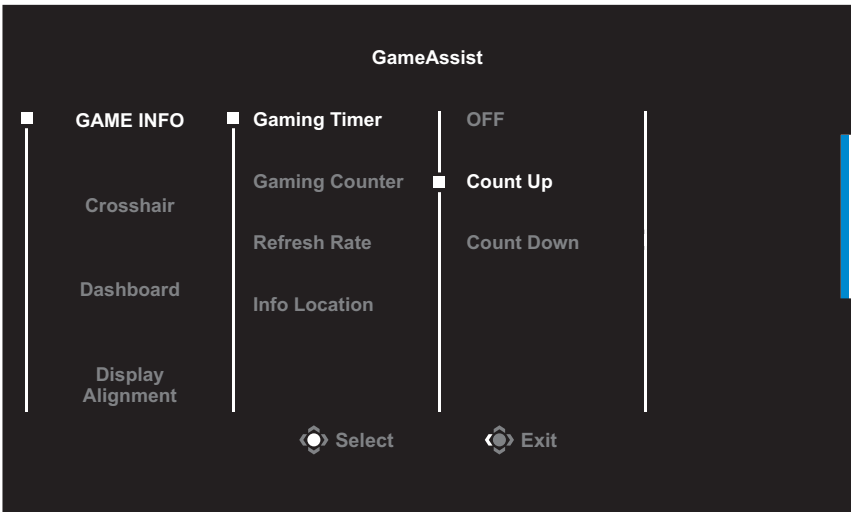 GameAssist
GAME INFO
Crosshair
Dashboard
Display
Alignment
Gaming Timer
Gaming Counter
Refresh Rate
Info Location
OFF
Count Up
Count Down
Select
Exit